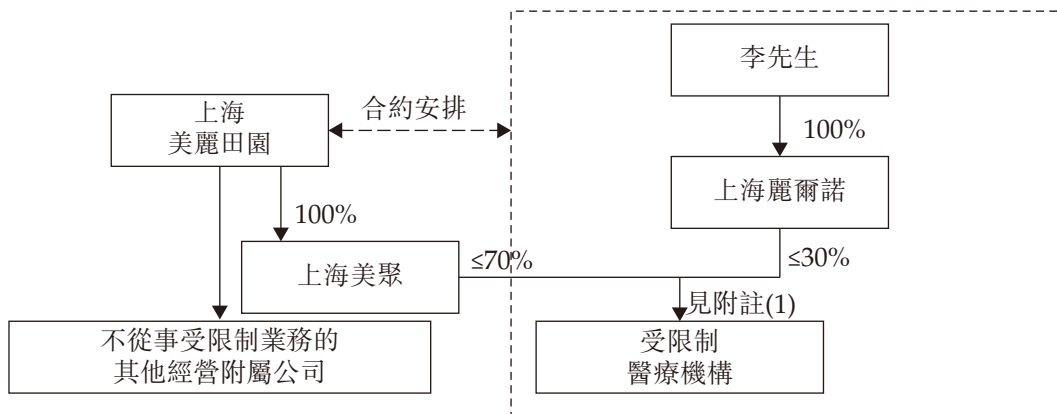 李先生
上海
美麗田園
合約安排
100%
上海麗爾諾
100%
上海美聚
≤70%
≤30%
見附註(1)
不從事受限制業務的
其他經營附屬公司
受限制
醫療機構